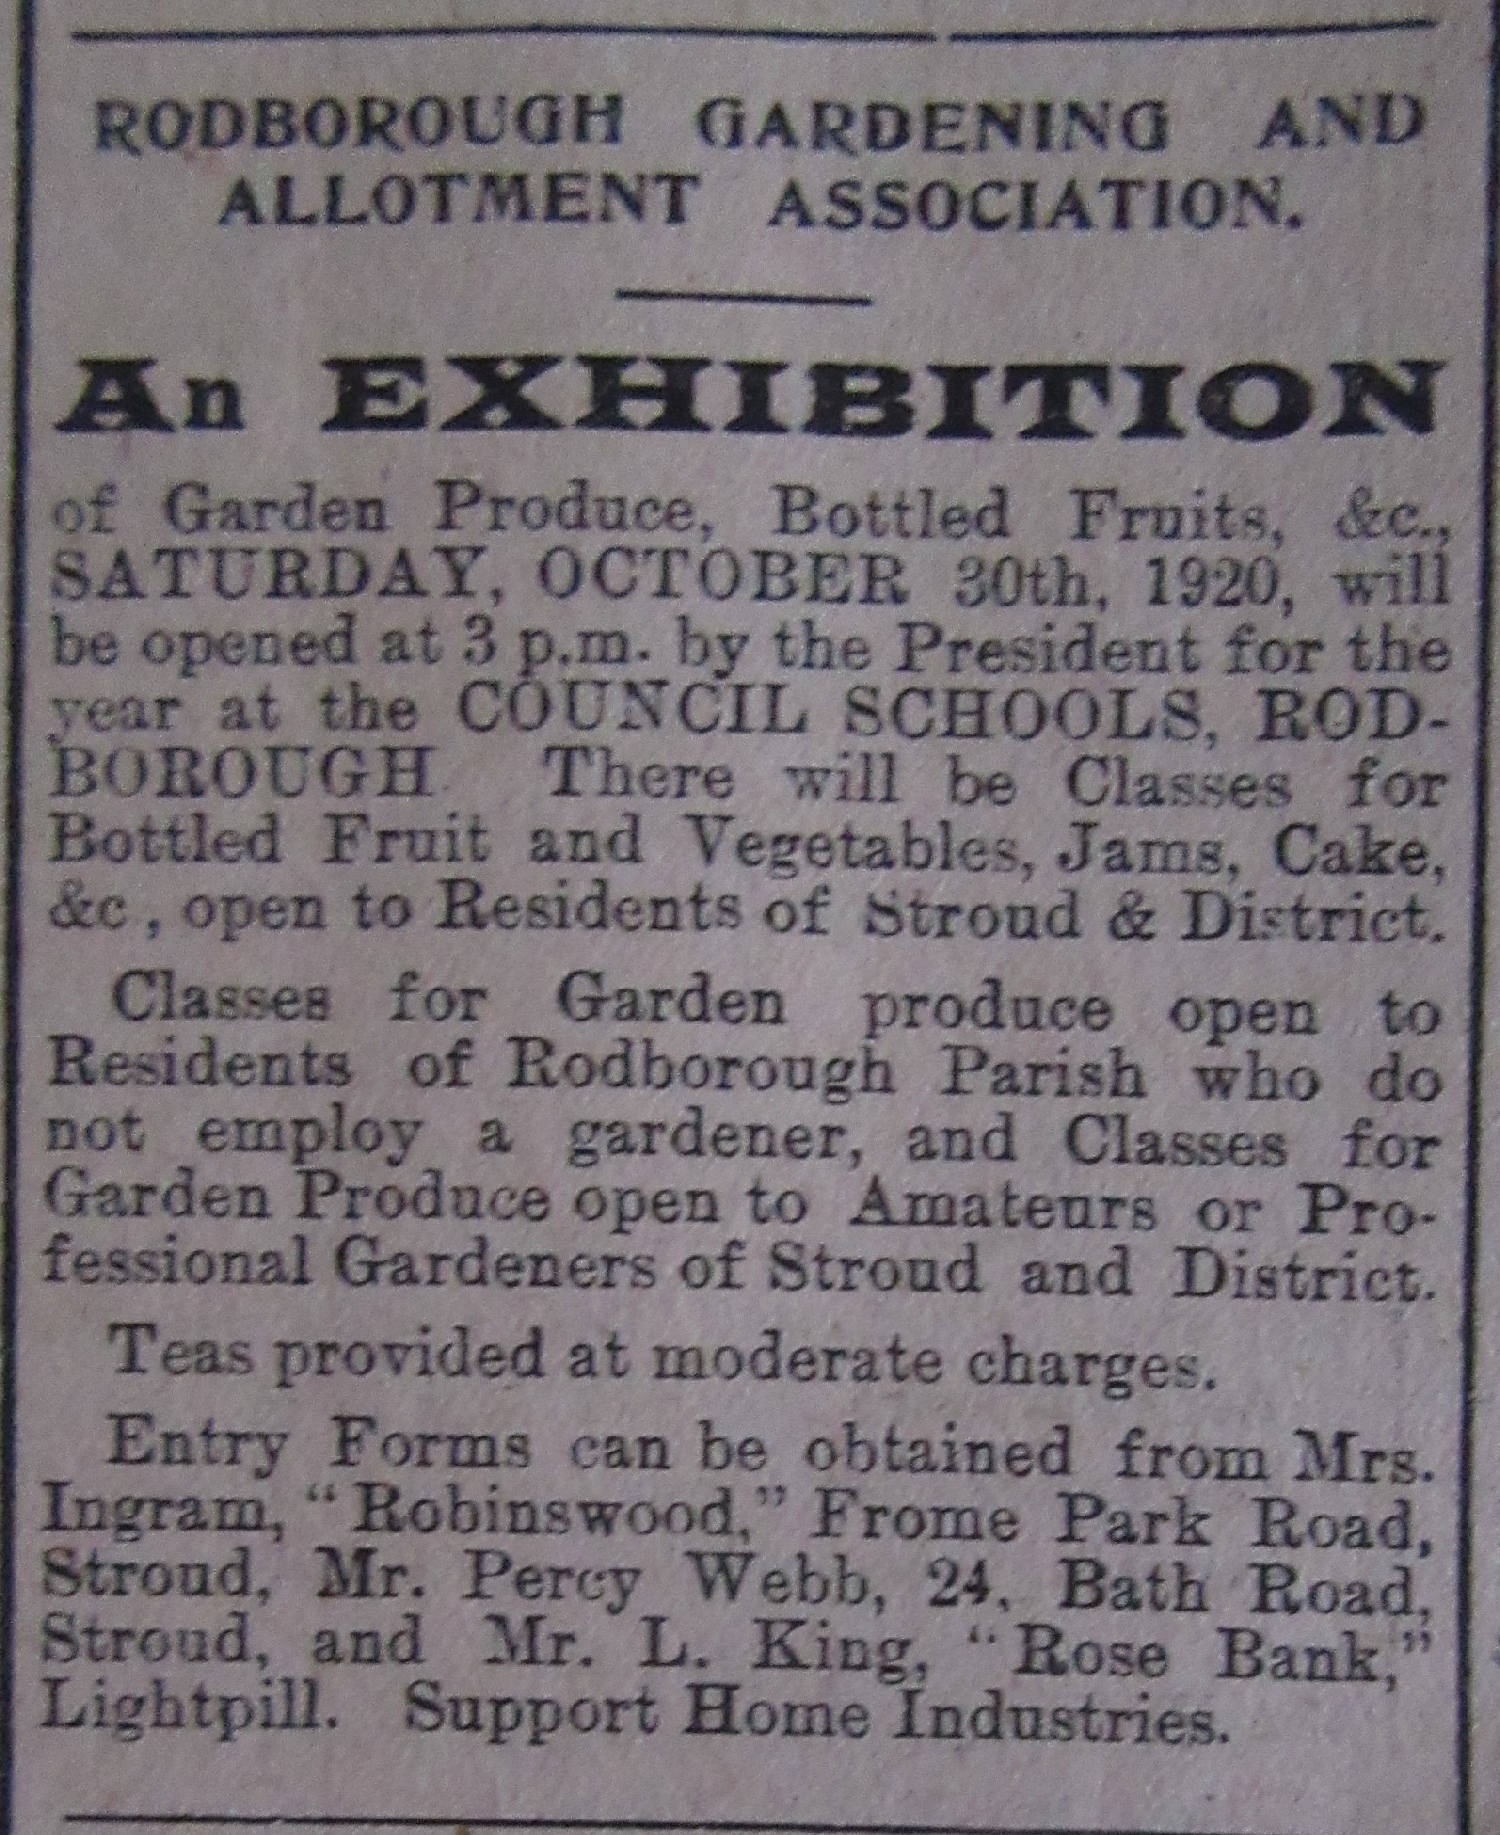 RODBOROUGH GARDENING AND
ALLOTMENT ASSOCIATION.
An EXHIBITION
of Garden Produce, Bottled Fruits, &c.,
SATURDAY, OCTOBER 30th, 1920, will
be opened at 3 p.m. by the President for the
year at the COUNCIL SCHOOLS, ROD-
BOROUGH. There will be Classes for
Bottled Fruit and Vegetables, Jams, Cake,
&c , open to Residents of Stroud & District.
Classes for Garden produce open to
Residents of Rodborough Parish who do
not employ a gardener, and Classes for
Garden Produce open to Amateurs or Pro-
fessional Gardeners of Stroud and District.
Teas provided at moderate charges.
Entry Forms can be obtained from Mrs.
Ingram, “Robinswood,” Frome Park Road,
Stroud, Mr. Percy Webb, 24, Bath Road,
Stroud, and Mr. L. King, “Rose Bank,”
Lightpill. Support Home Industries.